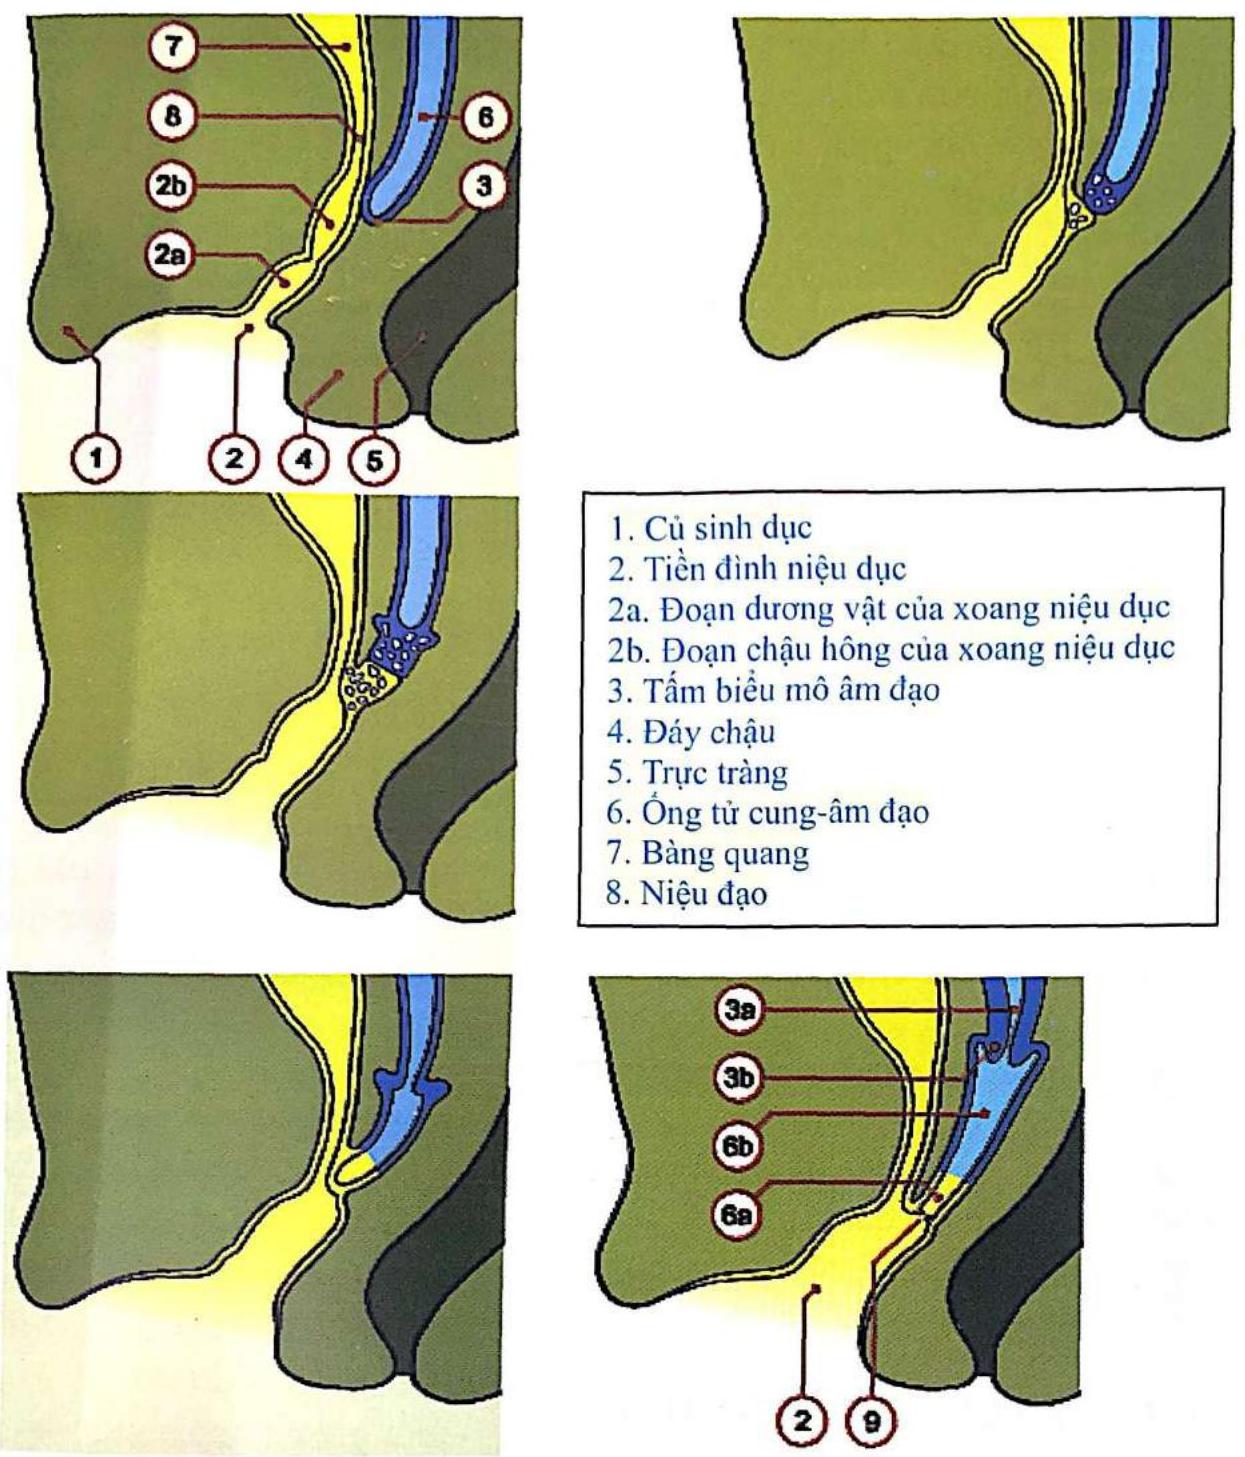 7
8
6
2b
3
2a
1
2
4
5
1. Củ sinh dục
2. Tiền đình niệu dục
2a. Đoạn dương vật của xoang niệu dục
2b. Đoạn chậu hông của xoang niệu dục
3. Tấm biểu mô âm đạo
4. Đáy chậu
5. Trực tràng
6. Ống tử cung-âm đạo
7. Bàng quang
8. Niệu đạo
3a
3b
6b
6a
2
9